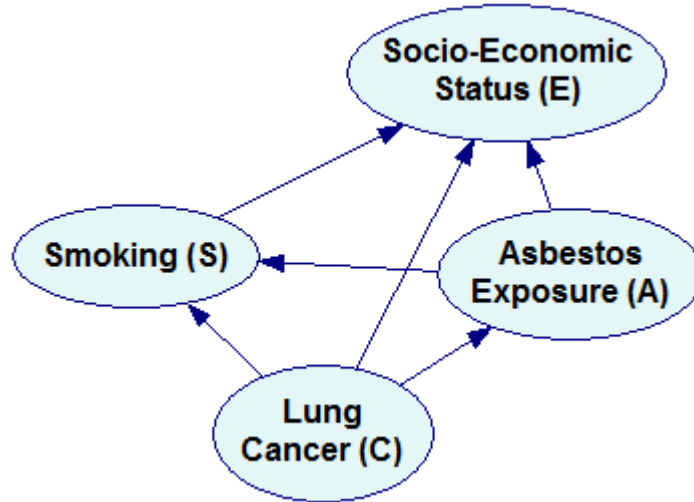 Socio-Economic
Status (E)
Smoking (S)
Asbestos
Exposure (A)
Lung
Cancer (C)